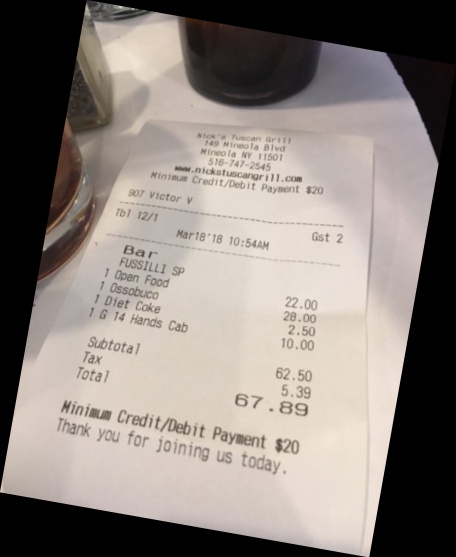 Nick's Tuscan Grill
149 Mineola Blvd
Mineola NY 11501
516-747-2545
www.nickstuscangrill.com
Minimum Credit/Debit Payment $20
907 Victor V
Tbl 12/1 Gst 2
Mar18'18 10:54AM
Bar
FUSSILLI SP
1 Open Food 22.00
1 Ossobuco 28.00
1 Diet Coke 2.50
1 G 14 Hands Cab 10.00
Subtotal 62.50
Tax 5.39
Total 67.89
Minimum Credit/Debit Payment $20
Thank you for joining us today.